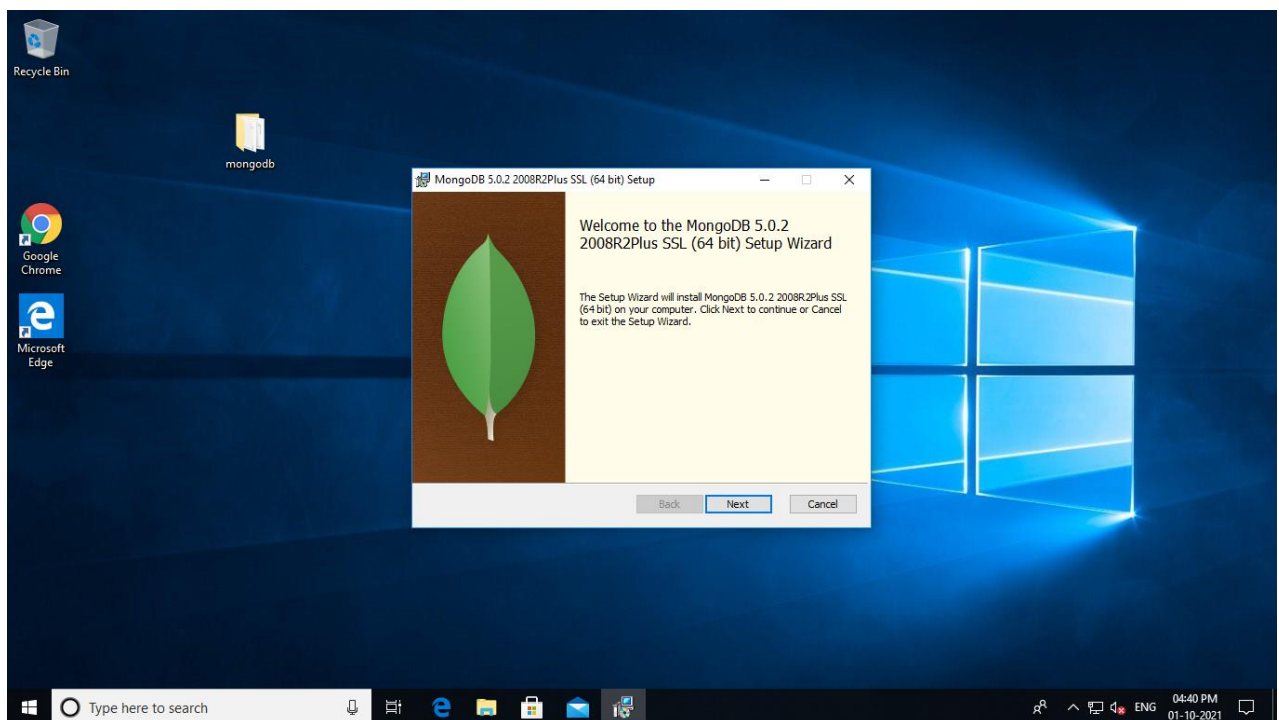 Recycle Bin
mongodb
Google
Chrome
Microsoft
Edge
MongoDB 5.0.2 2008R2Plus SSL (64 bit) Setup
Welcome to the MongoDB 5.0.2
2008R2Plus SSL (64 bit) Setup Wizard
The Setup Wizard will install MongoDB 5.0.2 2008R2Plus SSL
(64 bit) on your computer. Click Next to continue or Cancel
to exit the Setup Wizard.
Back Next Cancel
Type here to search
ENG
04:40 PM
01-10-2021